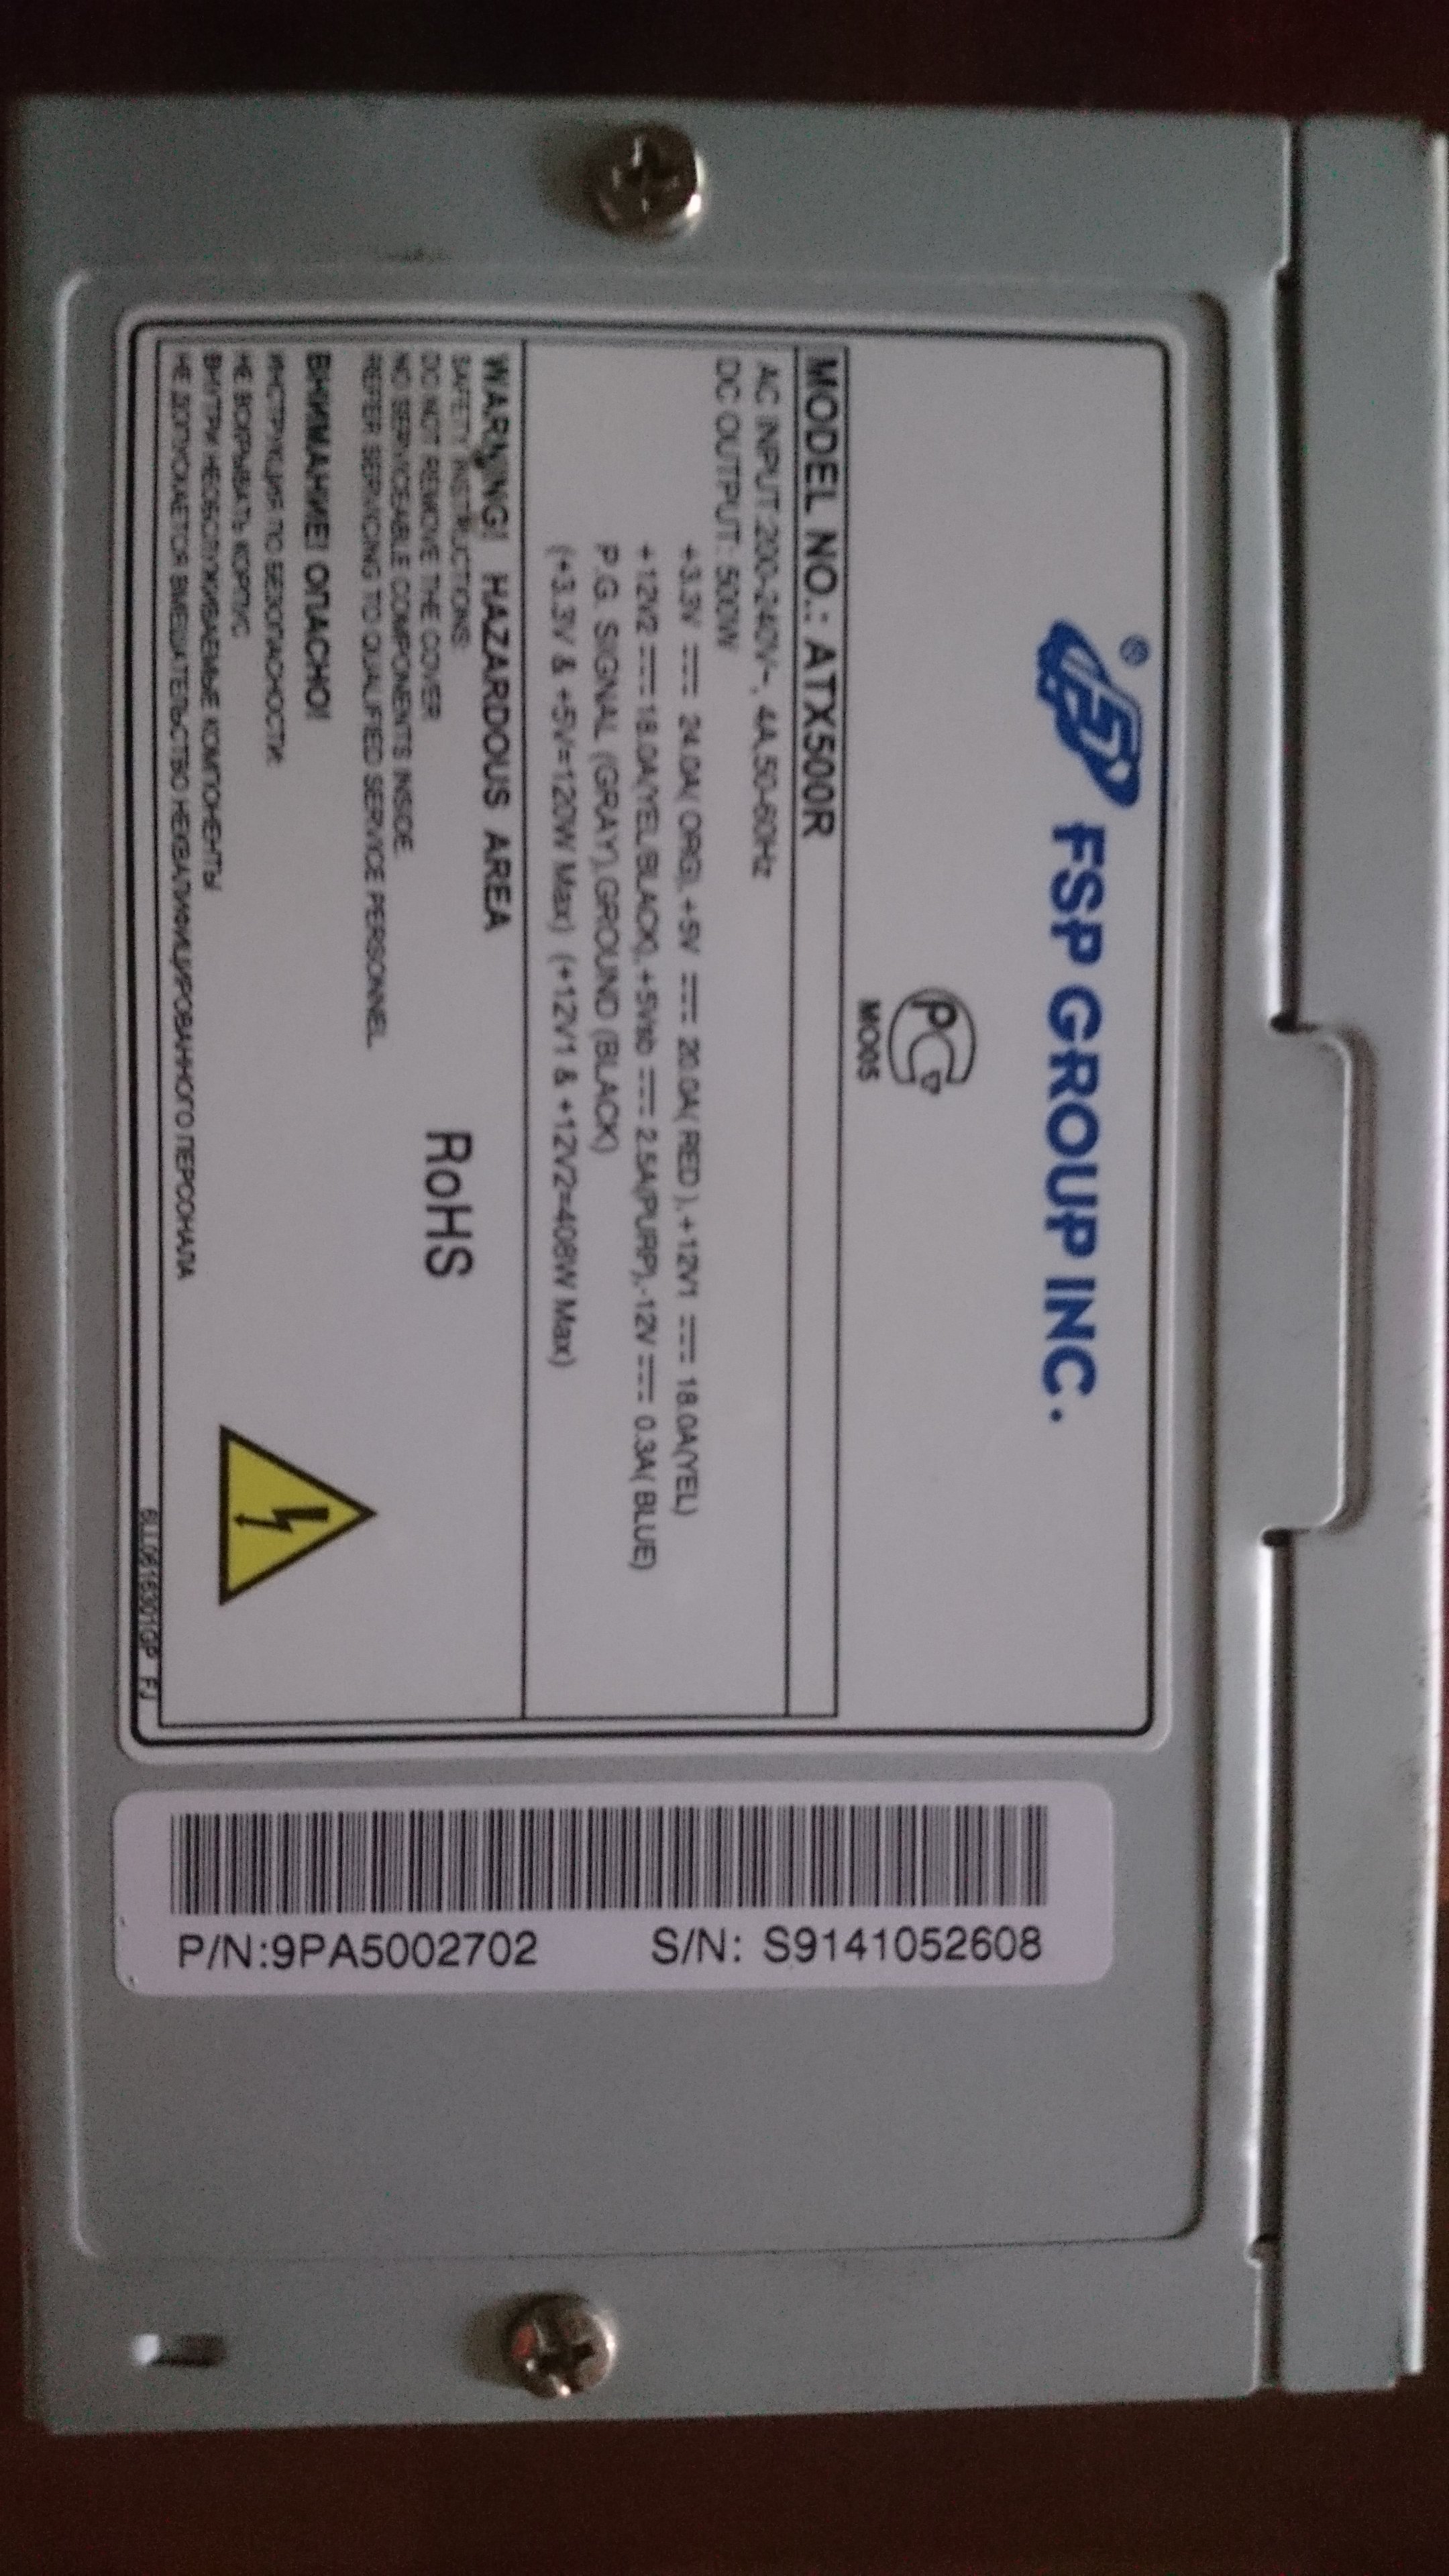 FSP ® FSP GROUP INC.
РС
МО05
MODEL NO.: ATX500R
AC INPUT:200-240V~, 4A,50-60Hz
DC OUTPUT: 500W
+3.3V ⎓ 24.0A( ORG), +5V ⎓ 20.0A( RED ),+12V1 ⎓ 18.0A(YEL)
+12V2 ⎓ 18.0A(YEL/BLACK),+5Vsb ⎓ 2.5A(PURP),-12V ⎓ 0.3A( BLUE)
P.G. SIGNAL (GRAY),GROUND (BLACK)
(+3.3V & +5V=120W Max) (+12V1 & +12V2=408W Max)
WARNING! HAZARDOUS AREA
SAFETY INSTRUCTIONS:
DO NOT REMOVE THE COVER
NO SERVICEABLE COMPONENTS INSIDE.
REFER SERVICING TO QUALIFIED SERVICE PERSONNEL.
RoHS
ВНИМАНИЕ! ОПАСНО!
ИНСТРУКЦИЯ ПО БЕЗОПАСНОСТИ:
НЕ ВСКРЫВАТЬ КОРПУС
ВНУТРИ НЕОБСЛУЖИВАЕМЫЕ КОМПОНЕНТЫ
НЕ ДОПУСКАЕТСЯ ВМЕШАТЕЛЬСТВО НЕКВАЛИФИЦИРОВАННОГО ПЕРСОНАЛА
FJ
P/N:9PA5002702 S/N: S9141052608